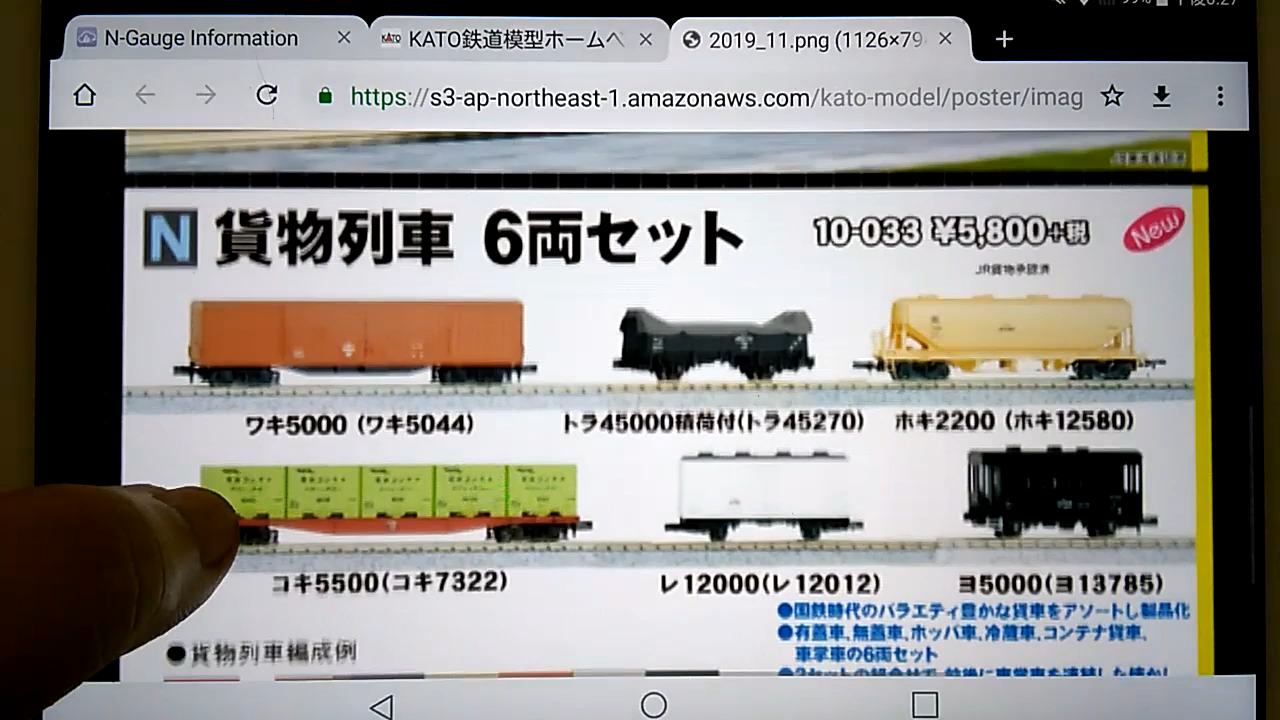 N-Gauge Information
KATO鉄道模型ホームペ
2019_11.png (1126×79
https://s3-ap-northeast-1.amazonaws.com/kato-model/poster/imag
N 貨物列車 6両セット
10-033 ¥5,800+税
New
JR貨物承認済
ワキ5000 (ワキ5044)
トラ45000積荷付(トラ45270)
ホキ2200 (ホキ12580)
コキ5500(コキ7322)
レ12000(レ12012)
ヨ5000(ヨ13785)
●国鉄時代のバラエティ豊かな貨車をアソートし製品化
●有蓋車、無蓋車、ホッパ車、冷蔵車、コンテナ貨車、
車掌車の6両セット
●貨物列車編成例